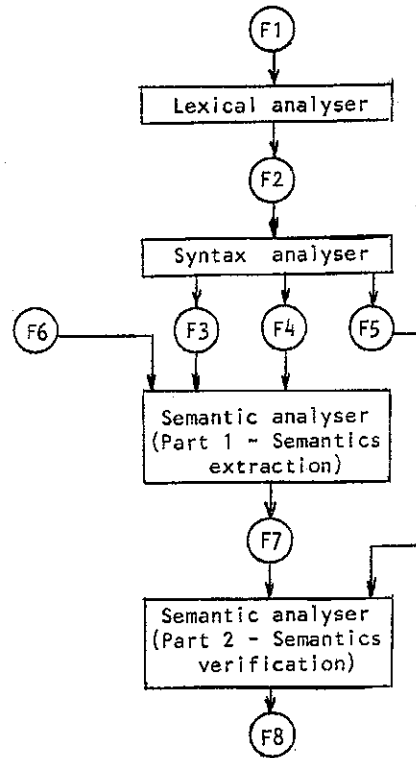 F1
Lexical analyser
F2
Syntax analyser
F6
F3
F4
F5
Semantic analyser
(Part 1 - Semantics
extraction)
F7
Semantic analyser
(Part 2 - Semantics
verification)
F8